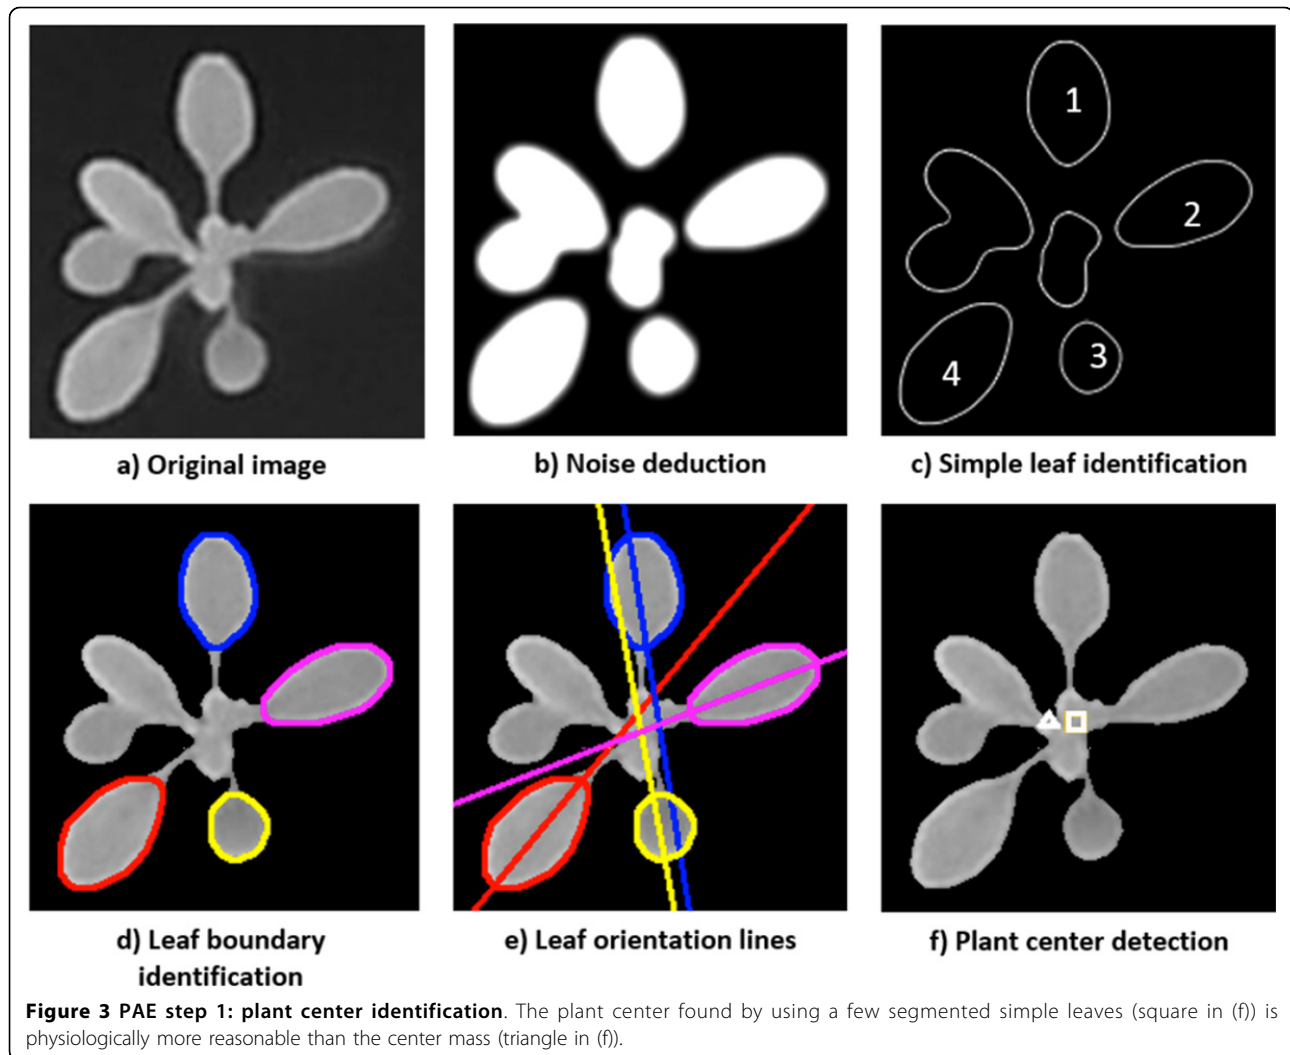 1
2
3
4
a) Original image
b) Noise deduction
c) Simple leaf identification
d) Leaf boundary
identification
e) Leaf orientation lines
f) Plant center detection
Figure 3 PAE step 1: plant center identification. The plant center found by using a few segmented simple leaves (square in (f)) is
physiologically more reasonable than the center mass (triangle in (f)).